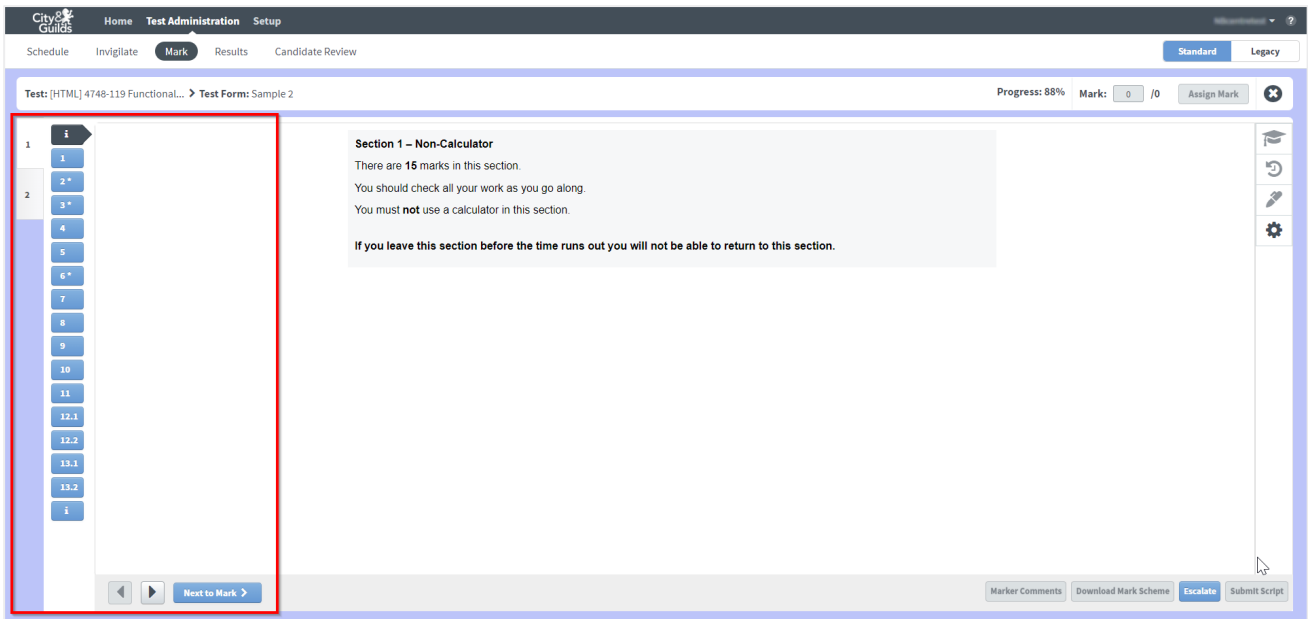 City& Guilds Home Test Administration Setup ?
Schedule Invigilate Mark Results Candidate Review Standard Legacy
Test: [HTML] 4748-119 Functional... > Test Form: Sample 2 Progress: 88% Mark: 0 /0 Assign Mark
1
2
i
1
2 *
3 *
4
5
6 *
7
8
9
10
11
12.1
12.2
13.1
13.2
i
Section 1 – Non-Calculator
There are 15 marks in this section.
You should check all your work as you go along.
You must not use a calculator in this section.
If you leave this section before the time runs out you will not be able to return to this section.
Next to Mark > Marker Comments Download Mark Scheme Escalate Submit Script